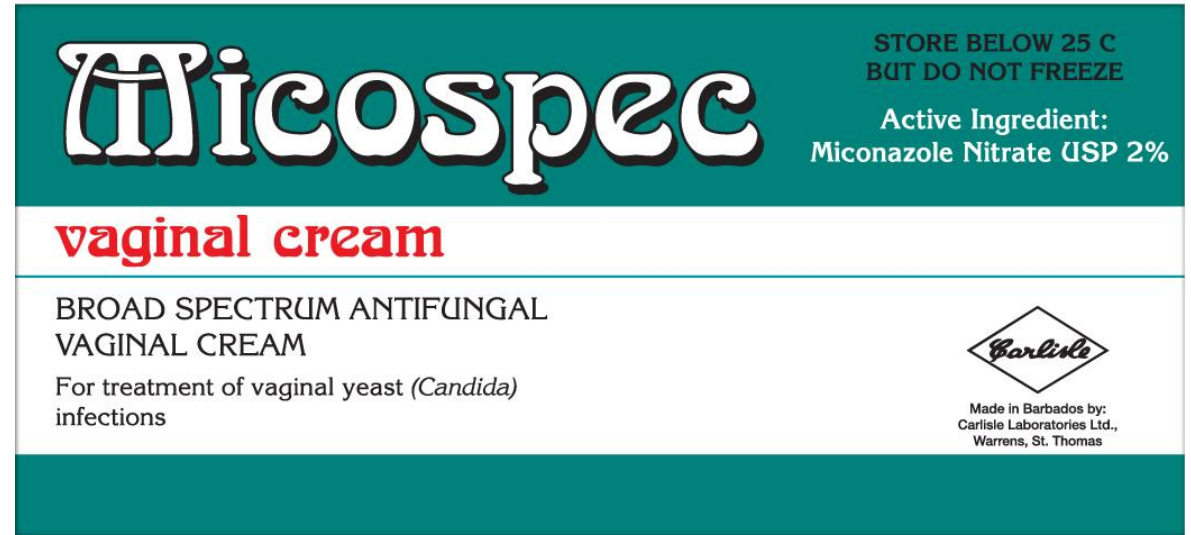 Micospec
STORE BELOW 25 C
BUT DO NOT FREEZE
Active Ingredient:
Miconazole Nitrate USP 2%
vaginal cream
BROAD SPECTRUM ANTIFUNGAL
VAGINAL CREAM
For treatment of vaginal yeast (Candida)
infections
Carlisle
Made in Barbados by:
Carlisle Laboratories Ltd.,
Warrens, St. Thomas